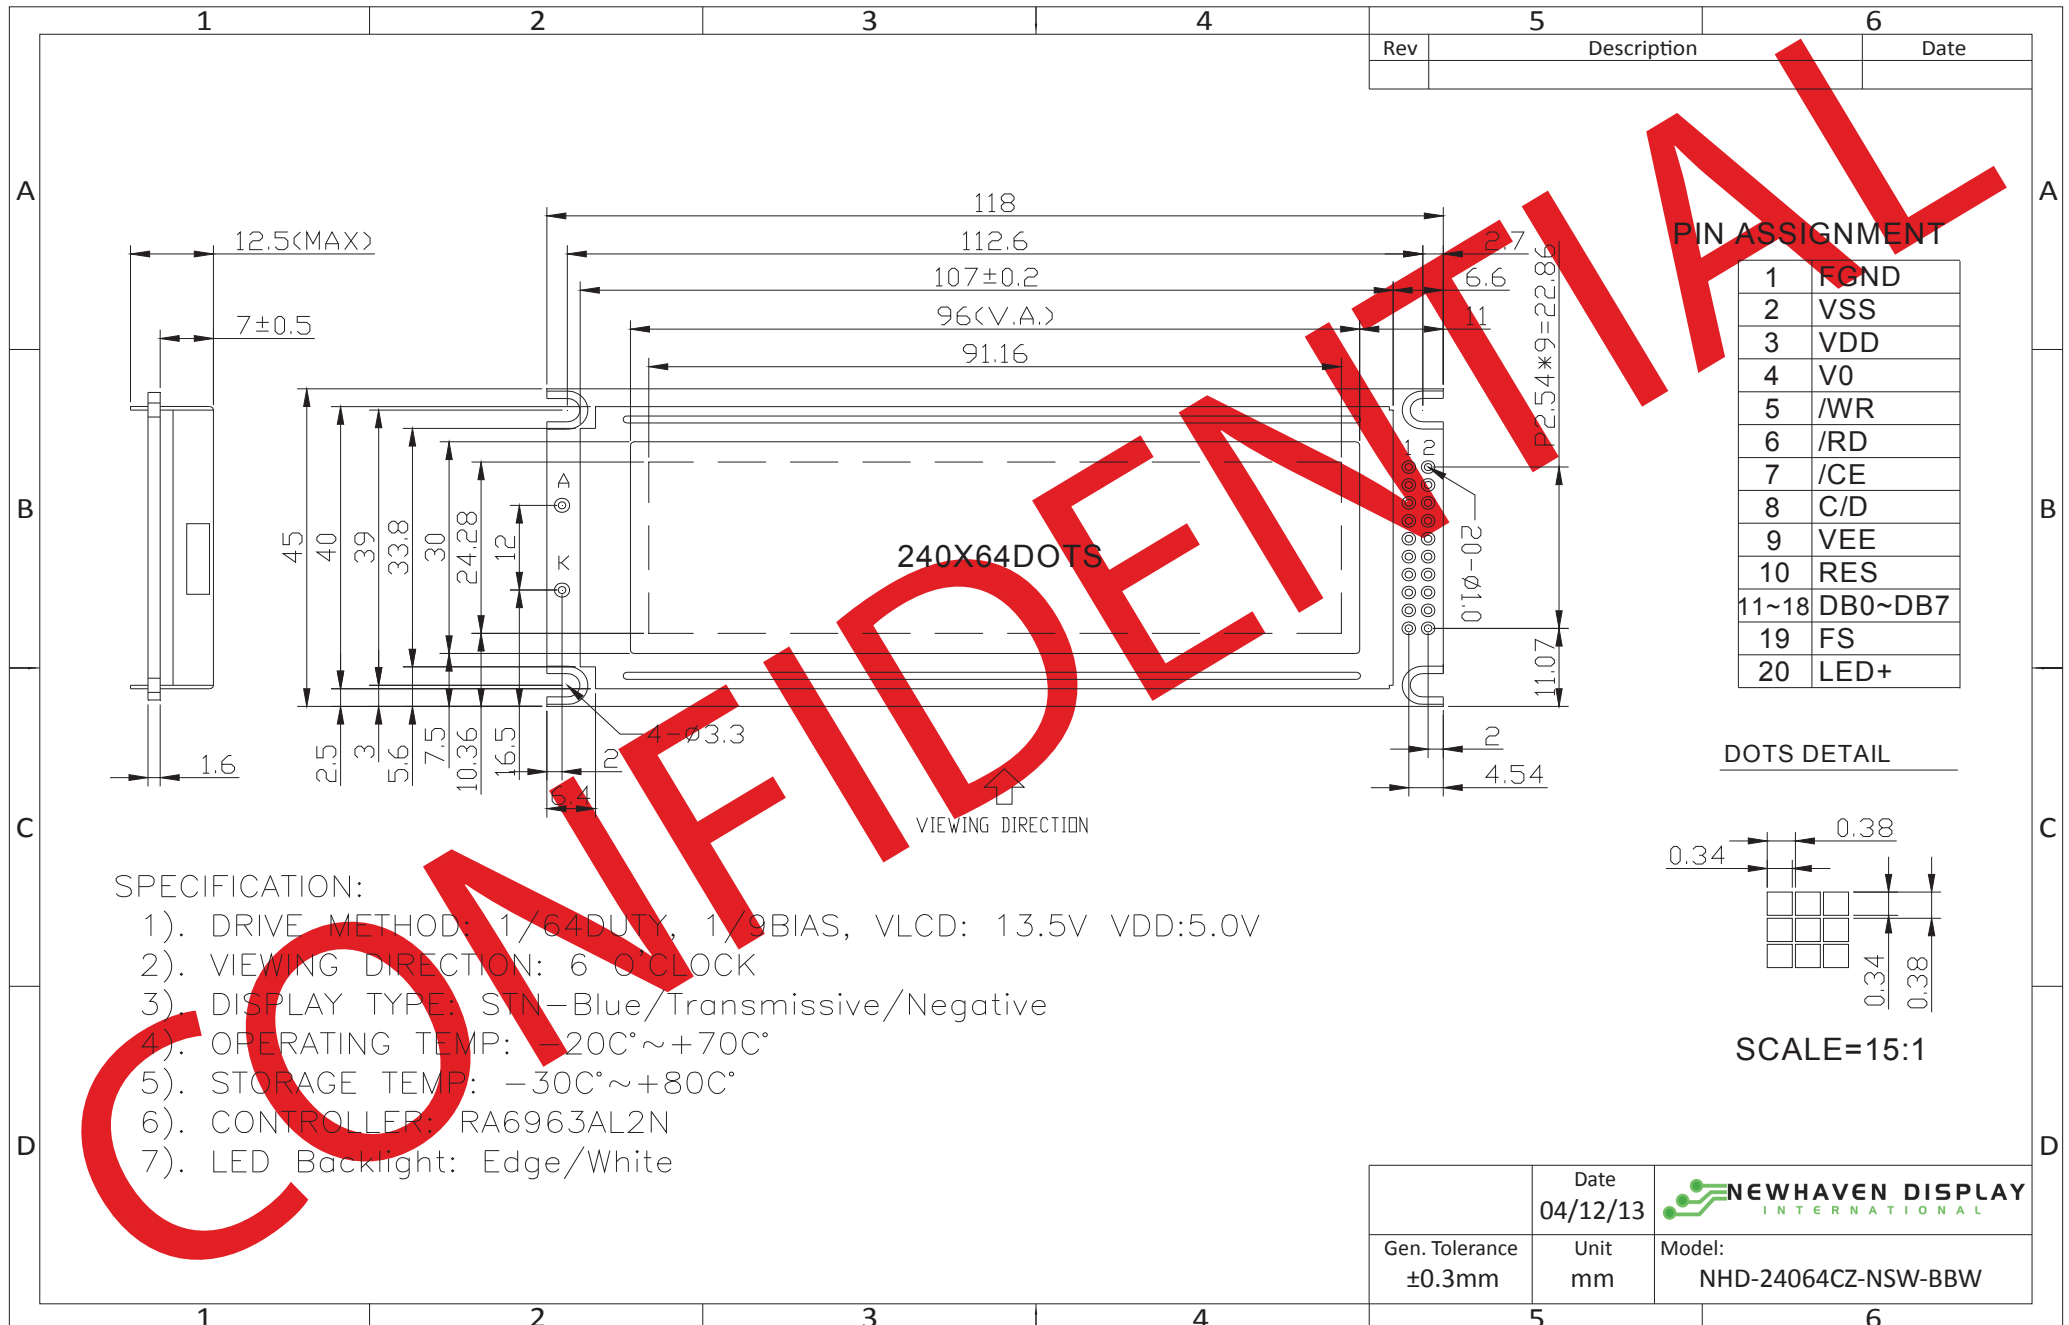 1 2 3 4 5 6
Rev Description Date
A A
B B
C C
D D
118
112.6
2.7
107±0.2
6.6
96(V.A.)
11
91.16
12.5(MAX)
7±0.5
P2.54*9=22.86
45
40
39
33.8
30
24.28
12
A
K
1 2
240X64DOTS
20-Ø1.0
11.07
2.5
3
5.6
7.5
10.36
16.5
1.6
4-Ø3.3
2
6.4
2
4.54
VIEWING DIRECTION
PIN ASSIGNMENT
1 FGND
2 VSS
3 VDD
4 V0
5 /WR
6 /RD
7 /CE
8 C/D
9 VEE
10 RES
11~18 DB0~DB7
19 FS
20 LED+
DOTS DETAIL
0.38
0.34
0.34
0.38
SCALE=15:1
SPECIFICATION:
1). DRIVE METHOD: 1/64DUTY, 1/9BIAS, VLCD: 13.5V VDD:5.0V
2). VIEWING DIRECTION: 6 O'CLOCK
3). DISPLAY TYPE: STN-Blue/Transmissive/Negative
4). OPERATING TEMP: -20C°~+70C°
5). STORAGE TEMP: -30C°~+80C°
6). CONTROLLER: RA6963AL2N
7). LED Backlight: Edge/White
CONFIDENTIAL
Date
04/12/13
NEWHAVEN DISPLAY
INTERNATIONAL
Gen. Tolerance
±0.3mm
Unit
mm
Model:
NHD-24064CZ-NSW-BBW
1 2 3 4 5 6